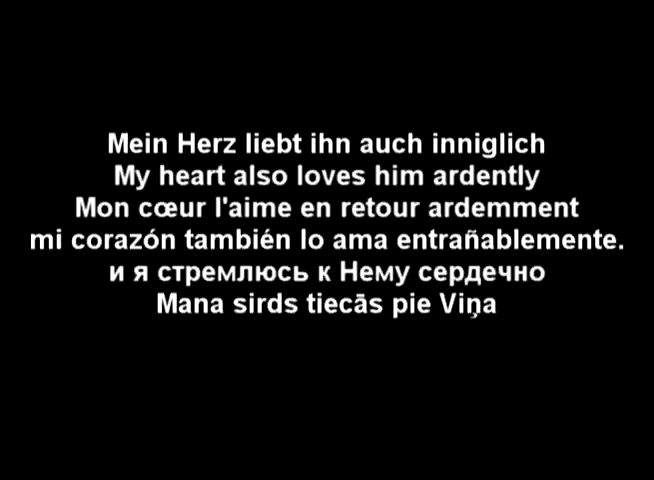 Mein Herz liebt ihn auch inniglich
My heart also loves him ardently
Mon cœur l'aime en retour ardemment
mi corazón también lo ama entrañablemente.
и я стремлюсь к Нему сердечно
Mana sirds tiecās pie Viņa